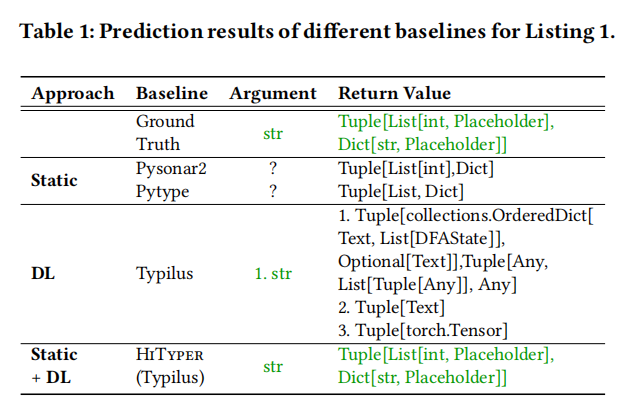 Table 1: Prediction results of different baselines for Listing 1.
Approach Baseline Argument Return Value
Ground Truth str Tuple[List[int, Placeholder],
Dict[str, Placeholder]]
Static
Pysonar2 ? Tuple[List[int],Dict]
Pytype ? Tuple[List, Dict]
DL Typilus 1. str
1. Tuple[collections.OrderedDict[
Text, List[DFAState]],
Optional[Text]],Tuple[Any,
List[Tuple[Any]], Any]
2. Tuple[Text]
3. Tuple[torch.Tensor]
Static + DL
HiTyper (Typilus)
str
Tuple[List[int, Placeholder],
Dict[str, Placeholder]]